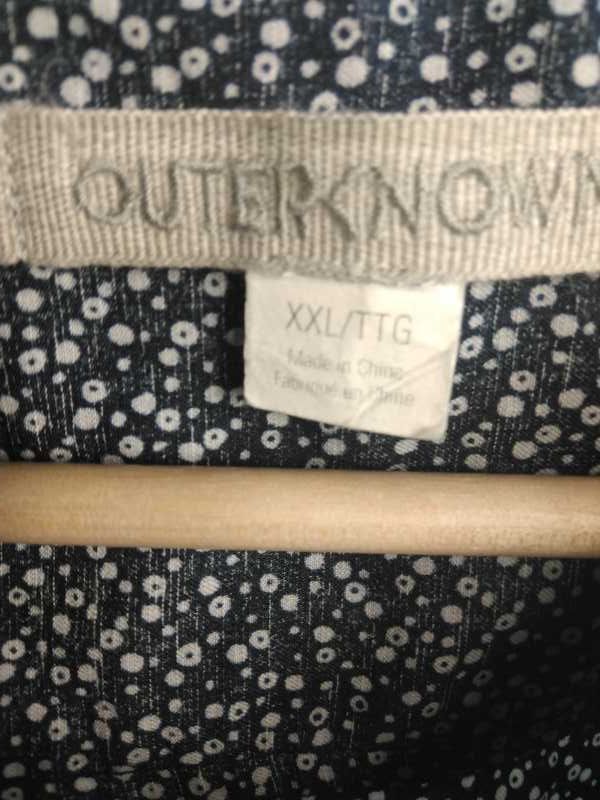 OUTERKNOWN
XXL/TTG
Made in China
Fabriqué en Chine